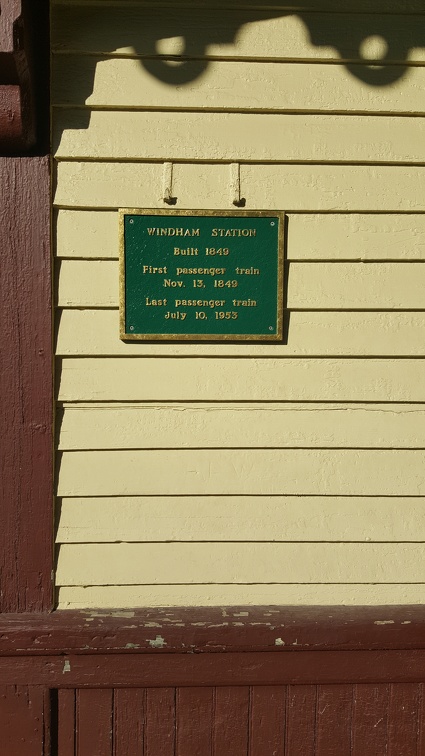 WINDHAM STATION
Built 1849
First passenger train
Nov. 13, 1849
Last passenger train
July 10, 1953